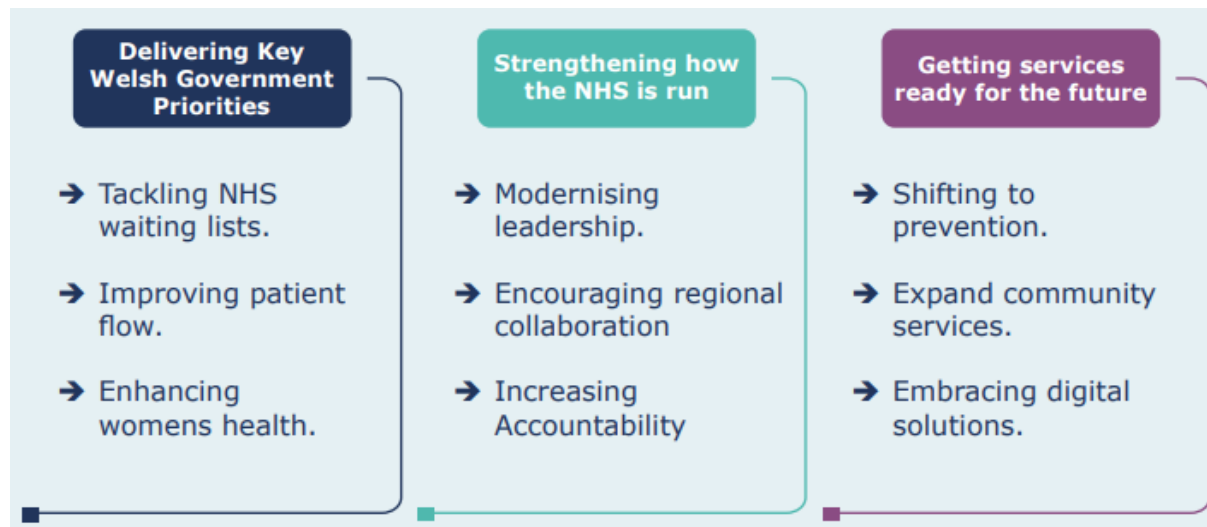 Delivering Key
Welsh Government
Priorities
➔ Tackling NHS
waiting lists.
➔ Improving patient
flow.
➔ Enhancing
womens health.
Strengthening how
the NHS is run
➔ Modernising
leadership.
➔ Encouraging regional
collaboration
➔ Increasing
Accountability
Getting services
ready for the future
➔ Shifting to
prevention.
➔ Expand community
services.
➔ Embracing digital
solutions.